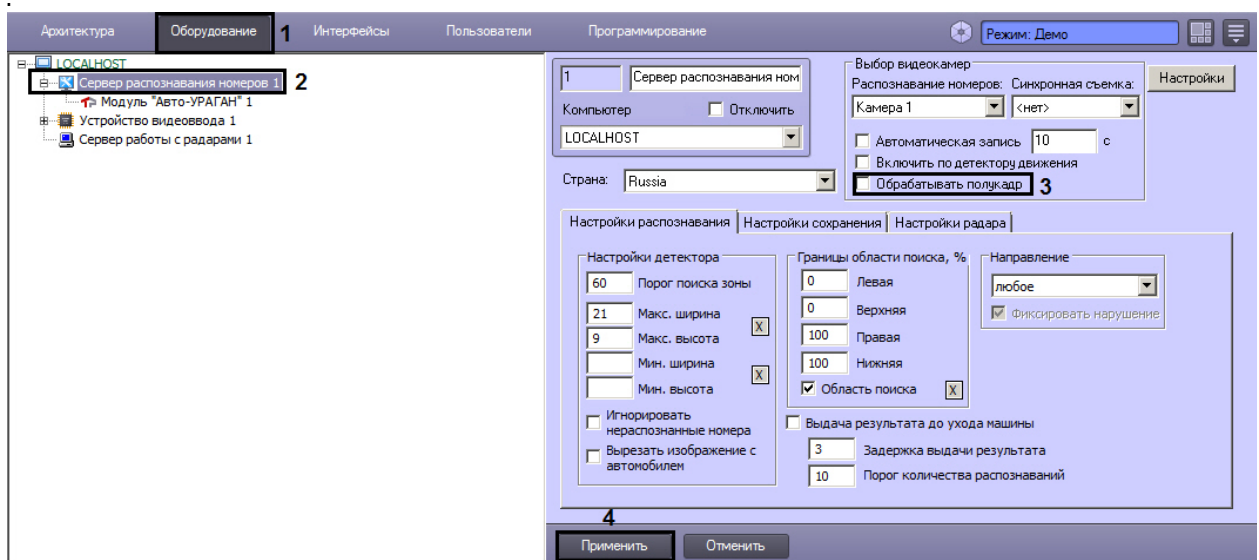 .
Архитектура Оборудование 1 Интерфейсы Пользователи Программирование Режим: Демо
LOCALHOST
Сервер распознавания номеров 1 2
Модуль "Авто-УРАГАН" 1
Устройство видеоввода 1
Сервер работы с радарами 1
1 Сервер распознавания ном
Компьютер Отключить
LOCALHOST
Страна: Russia
Выбор видеокамер
Распознавание номеров: Синхронная съемка:
Камера 1 <нет>
Автоматическая запись 10 с
Включить по детектору движения
Обрабатывать полукадр 3
Настройки
Настройки распознавания Настройки сохранения Настройки радара
Настройки детектора
60 Порог поиска зоны
21 Макс. ширина
X
9 Макс. высота
Мин. ширина
X
Мин. высота
Игнорировать
нераспознанные номера
Вырезать изображение с
автомобилем
Границы области поиска, %
0 Левая
0 Верхняя
100 Правая
100 Нижняя
Область поиска X
Направление
любое
Фиксировать нарушение
Выдача результата до ухода машины
3 Задержка выдачи результата
10 Порог количества распознаваний
4
Применить Отменить